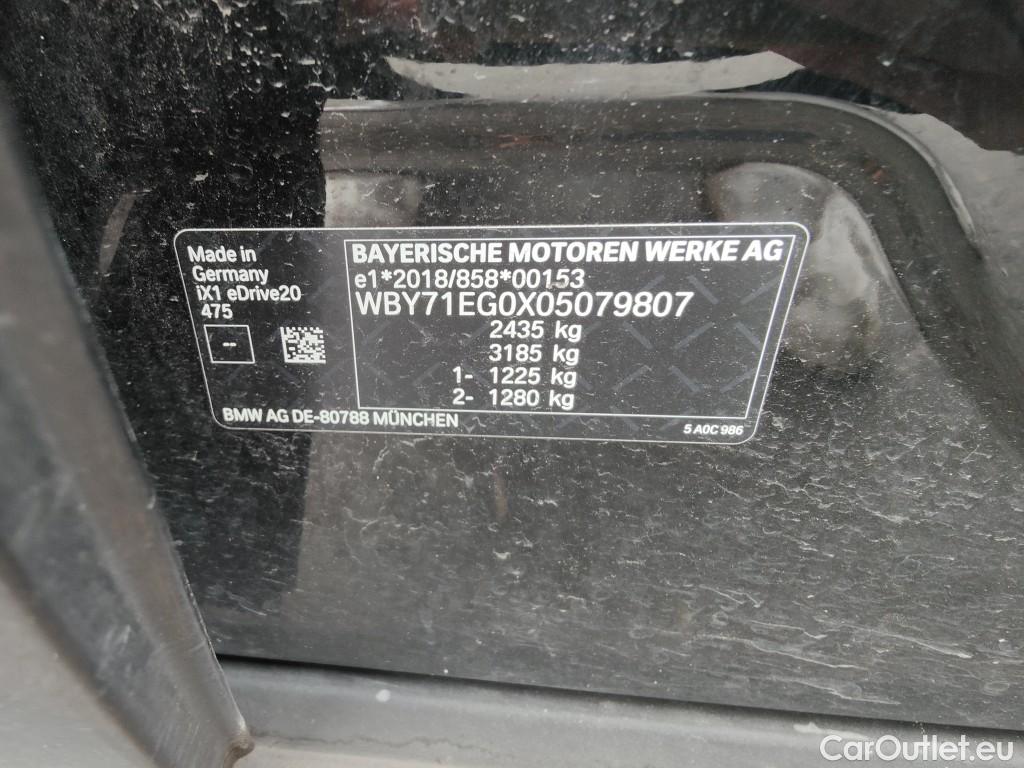 Made in
Germany
iX1 eDrive20
475
--
BAYERISCHE MOTOREN WERKE AG
e1*2018/858*00153
WBY71EG0X05079807
2435 kg
3185 kg
1- 1225 kg
2- 1280 kg
BMW AG DE-80788 MÜNCHEN
5 A0C 986
CarOutlet.eu